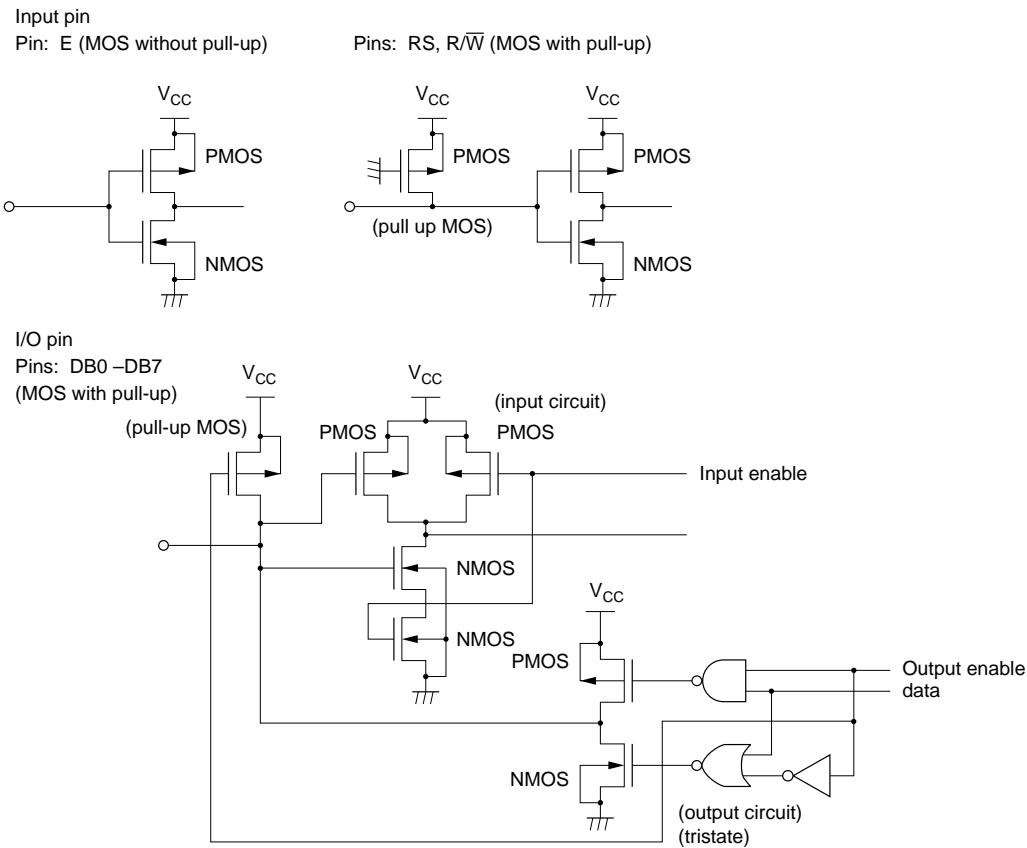 Input pin
Pin: E (MOS without pull-up)
Pins: RS, R/W̅ (MOS with pull-up)
VCC
PMOS
NMOS
VCC
PMOS
(pull up MOS)
VCC
PMOS
NMOS
I/O pin
Pins: DB0 –DB7
(MOS with pull-up)
VCC
(pull-up MOS)
VCC
(input circuit)
PMOS
PMOS
Input enable
NMOS
NMOS
VCC
PMOS
NMOS
Output enable
data
(output circuit)
(tristate)